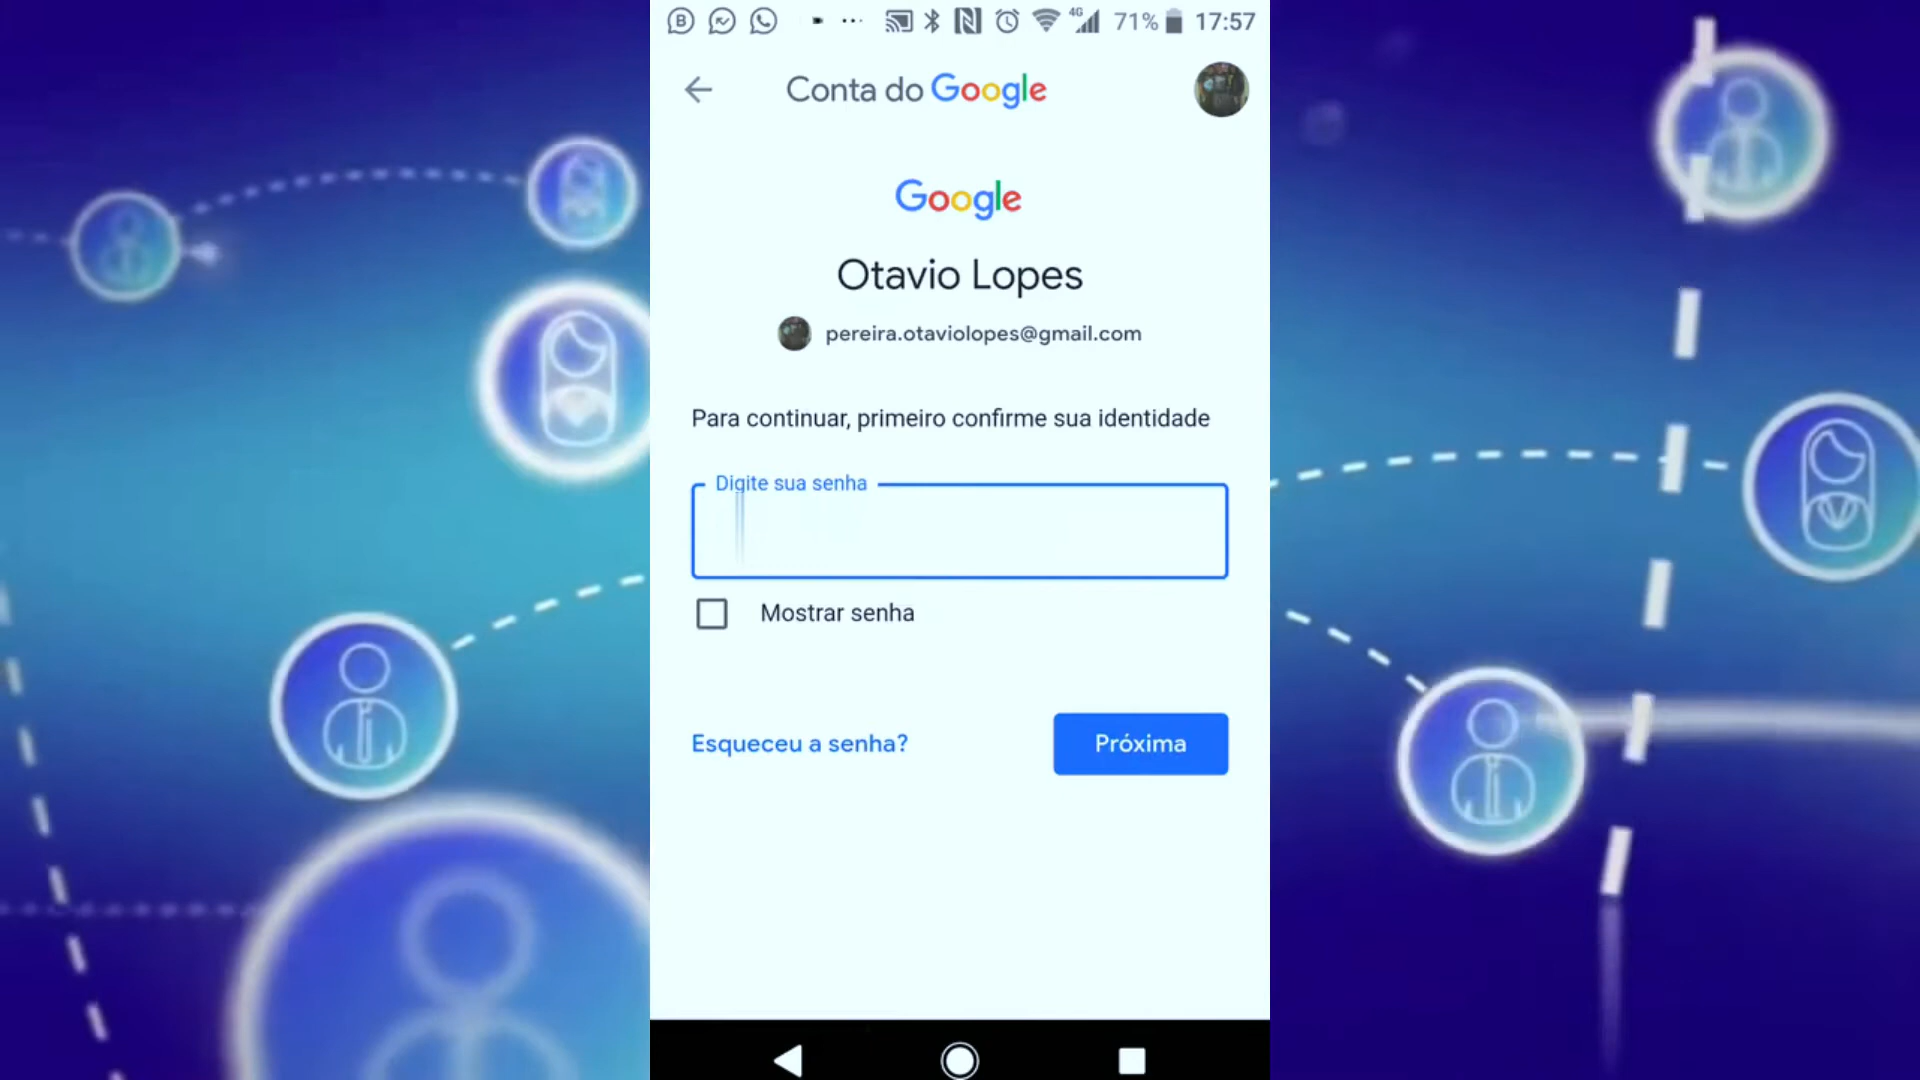 4G 71% 17:57
Conta do Google
Google
Otavio Lopes
pereira.otaviolopes@gmail.com
Para continuar, primeiro confirme sua identidade
Digite sua senha
Mostrar senha
Esqueceu a senha?
Próxima